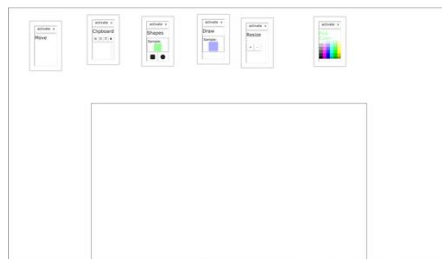 activate
Move
activate
Clipboard
activate
Shapes
Sample:
activate
Draw
Sample:
activate
Resize
activate